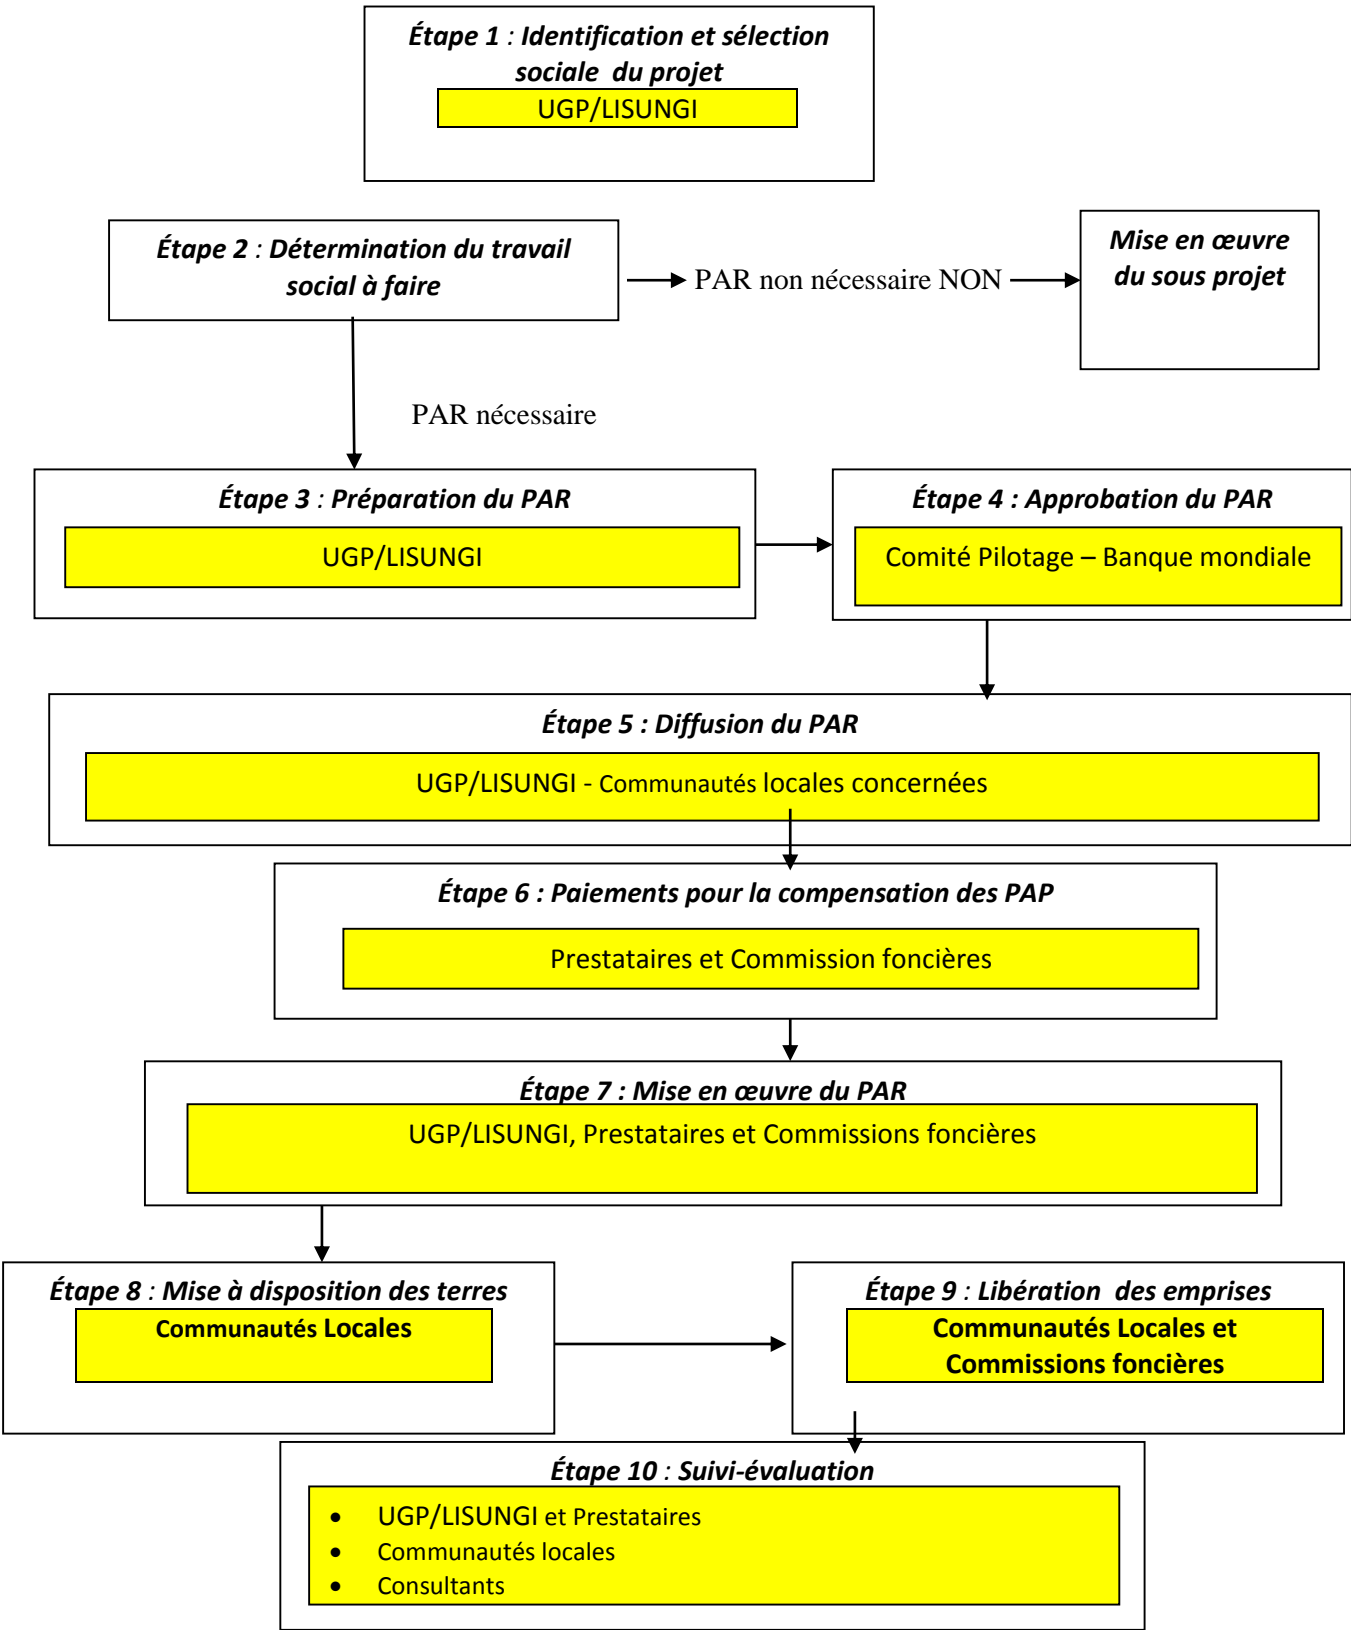 Étape 1 : Identification et sélection
sociale du projet
UGP/LISUNGI
Étape 2 : Détermination du travail
social à faire
PAR non nécessaire NON
Mise en œuvre
du sous projet
PAR nécessaire
Étape 3 : Préparation du PAR
UGP/LISUNGI
Étape 4 : Approbation du PAR
Comité Pilotage – Banque mondiale
Étape 5 : Diffusion du PAR
UGP/LISUNGI - Communautés locales concernées
Étape 6 : Paiements pour la compensation des PAP
Prestataires et Commission foncières
Étape 7 : Mise en œuvre du PAR
UGP/LISUNGI, Prestataires et Commissions foncières
Étape 8 : Mise à disposition des terres
Communautés Locales
Étape 9 : Libération des emprises
Communautés Locales et
Commissions foncières
Étape 10 : Suivi-évaluation
• UGP/LISUNGI et Prestataires
• Communautés locales
• Consultants